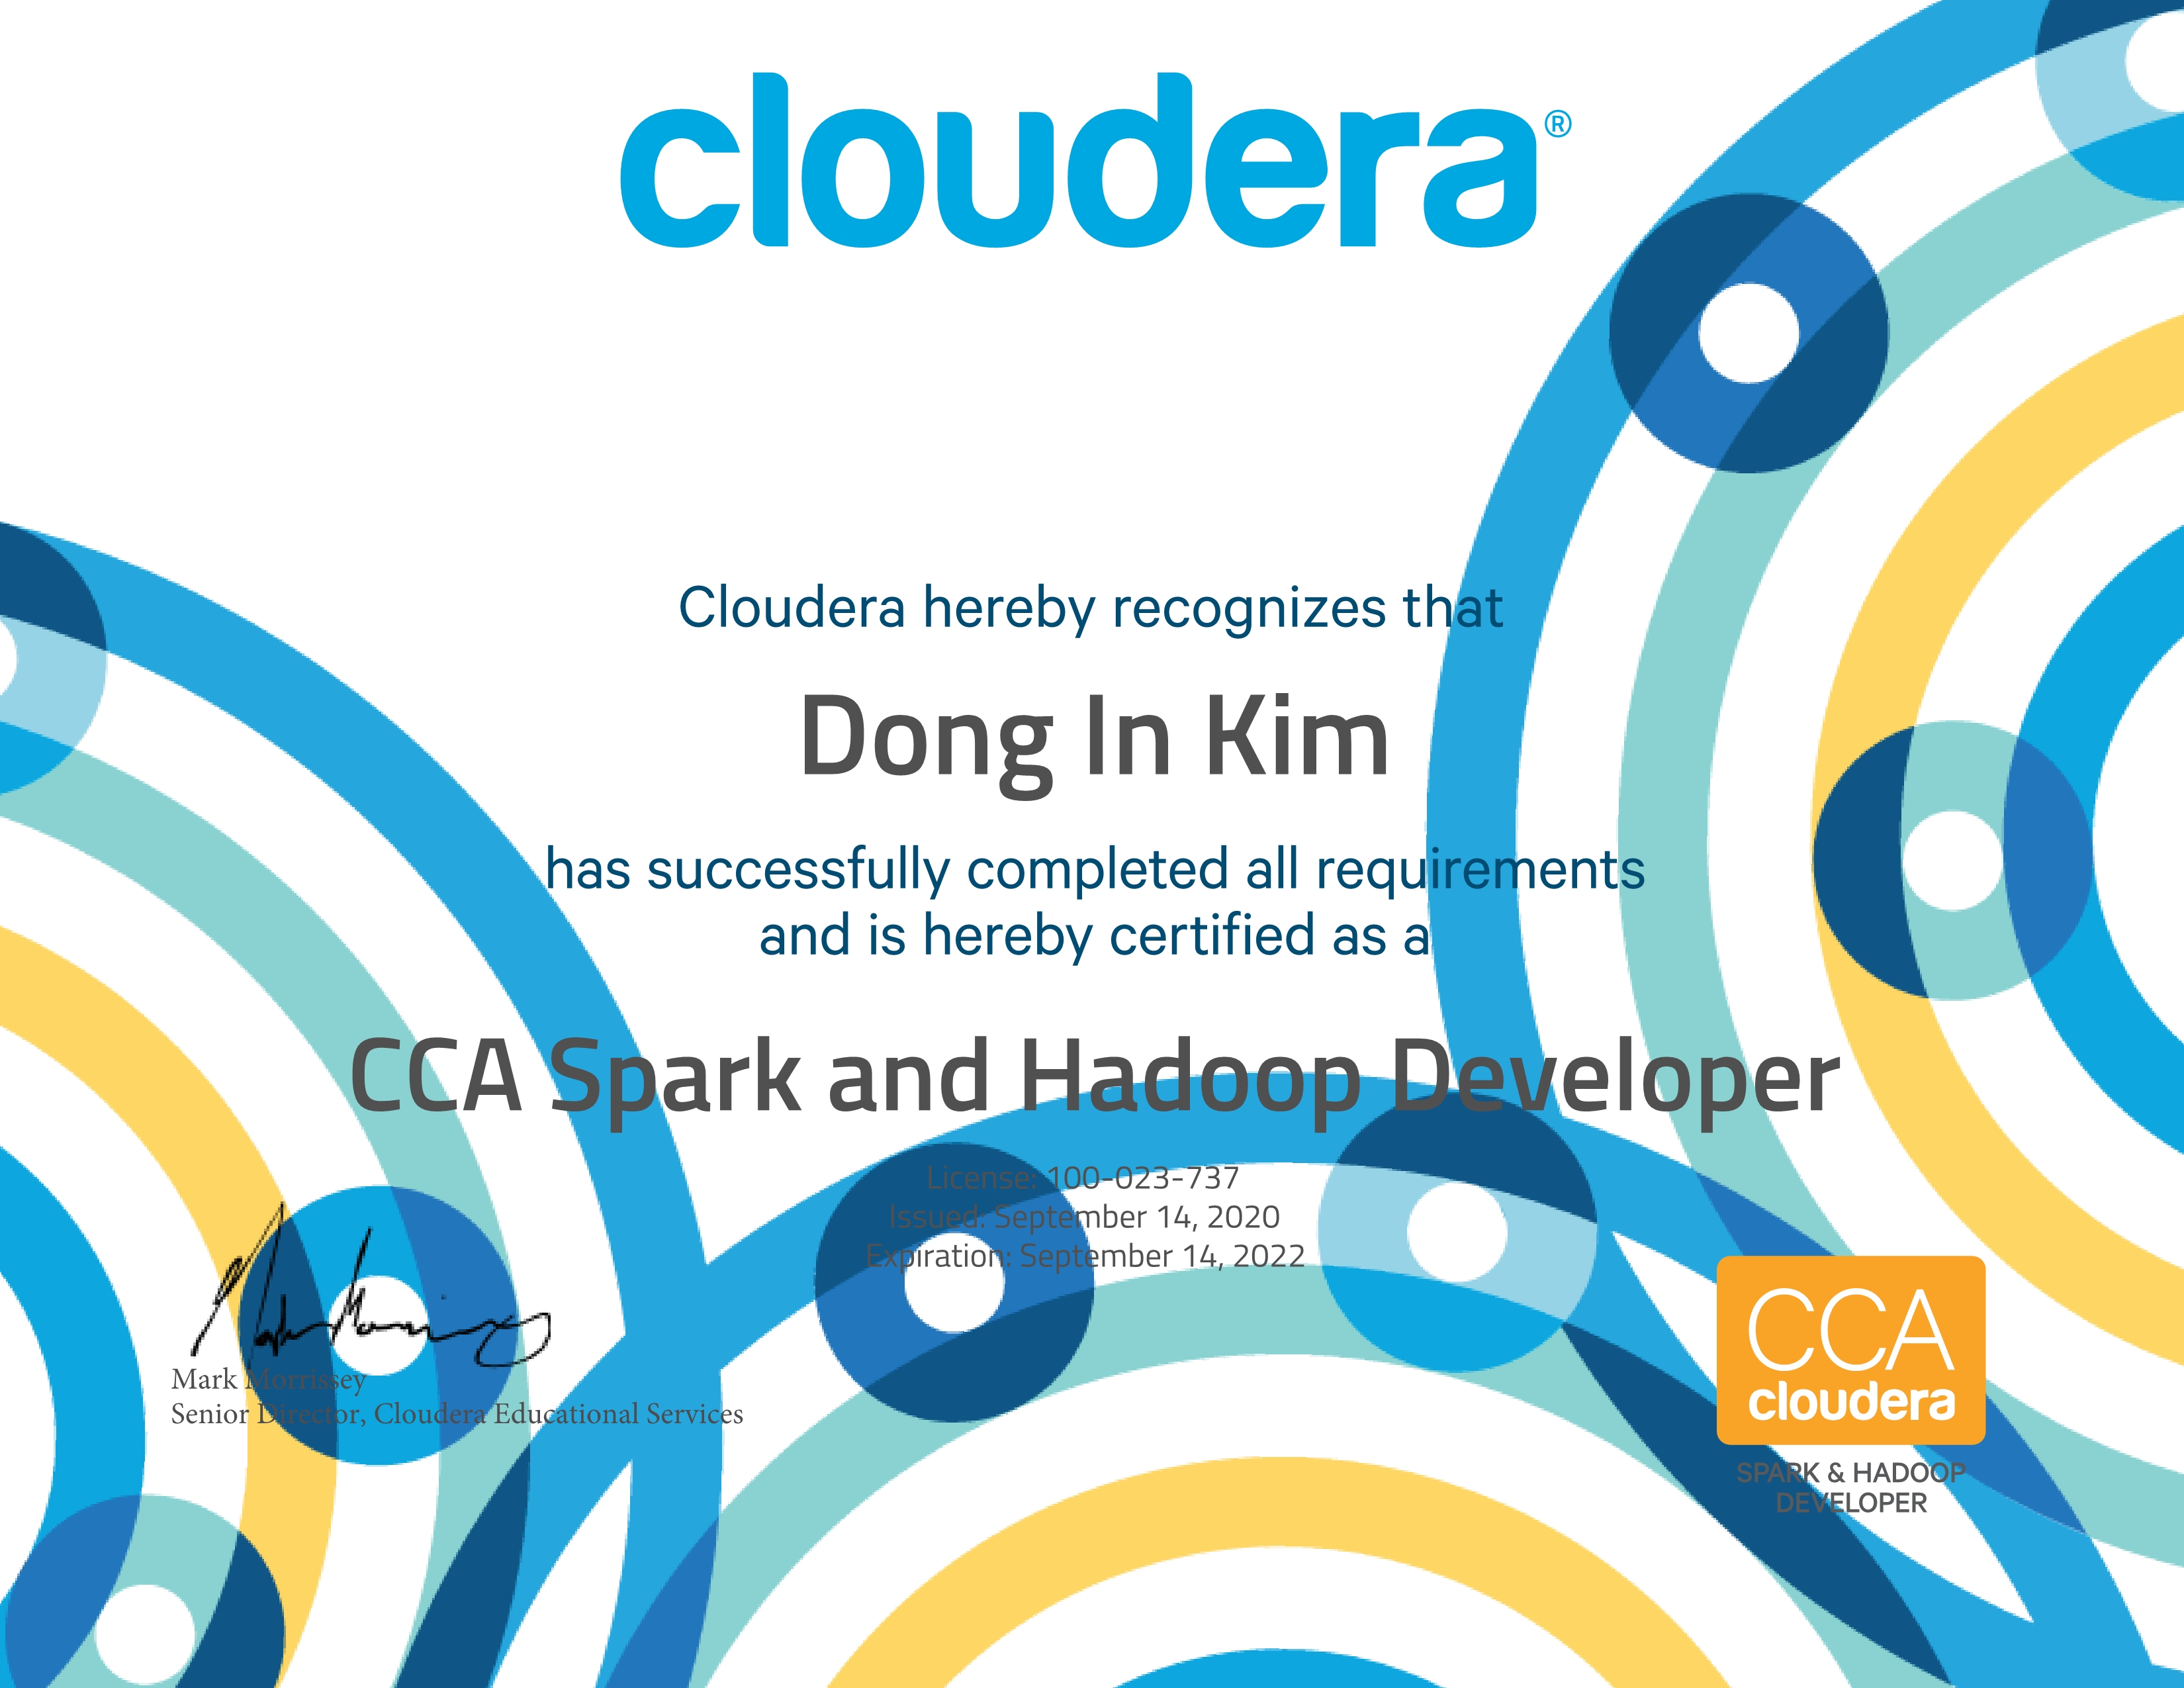 cloudera®
Cloudera hereby recognizes that
Dong In Kim
has successfully completed all requirements
and is hereby certified as a
CCA Spark and Hadoop Developer
License: 100-023-737
Issued: September 14, 2020
Expiration: September 14, 2022
Mark Morrissey
Senior Director, Cloudera Educational Services
CCA
cloudera
SPARK & HADOOP
DEVELOPER